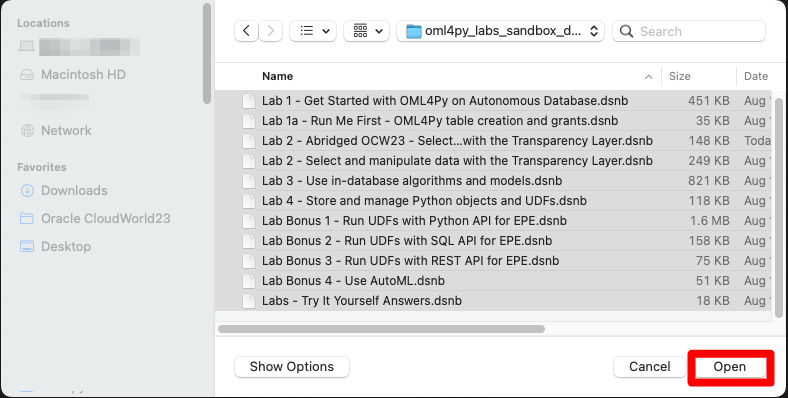 Locations
oml4py_labs_sandbox_d...
Search
Macintosh HD
Network
Favorites
Downloads
Oracle CloudWorld23
Desktop
Name Size Date
Lab 1 - Get Started with OML4Py on Autonomous Database.dsnb 451 KB Aug
Lab 1a - Run Me First - OML4Py table creation and grants.dsnb 35 KB Aug
Lab 2 - Abridged OCW23 - Select...with the Transparency Layer.dsnb 148 KB Toda
Lab 2 - Select and manipulate data with the Transparency Layer.dsnb 249 KB Aug
Lab 3 - Use in-database algorithms and models.dsnb 821 KB Aug
Lab 4 - Store and manage Python objects and UDFs.dsnb 118 KB Aug
Lab Bonus 1 - Run UDFs with Python API for EPE.dsnb 1.6 MB Aug
Lab Bonus 2 - Run UDFs with SQL API for EPE.dsnb 158 KB Aug
Lab Bonus 3 - Run UDFs with REST API for EPE.dsnb 75 KB Aug
Lab Bonus 4 - Use AutoML.dsnb 51 KB Aug
Labs - Try It Yourself Answers.dsnb 18 KB Aug
Show Options
Cancel
Open